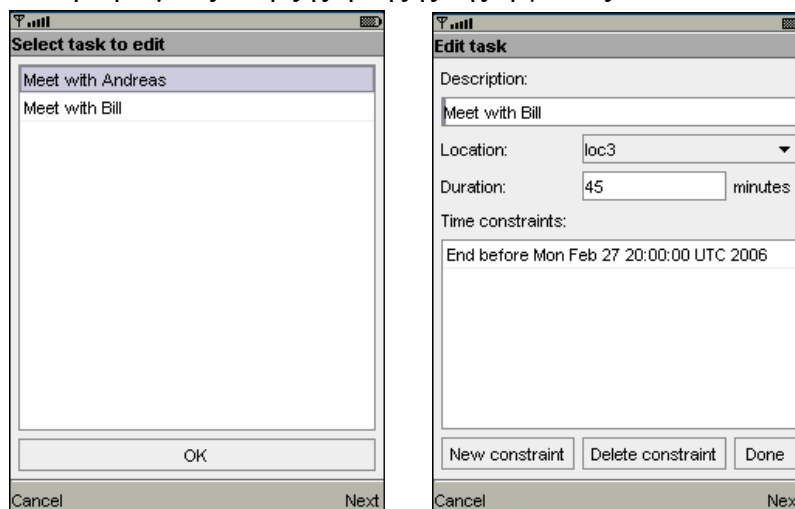 Select task to edit
Meet with Andreas
Meet with Bill
OK
Cancel Next
Edit task
Description:
Meet with Bill
Location: loc3
Duration: 45 minutes
Time constraints:
End before Mon Feb 27 20:00:00 UTC 2006
New constraint Delete constraint Done
Cancel